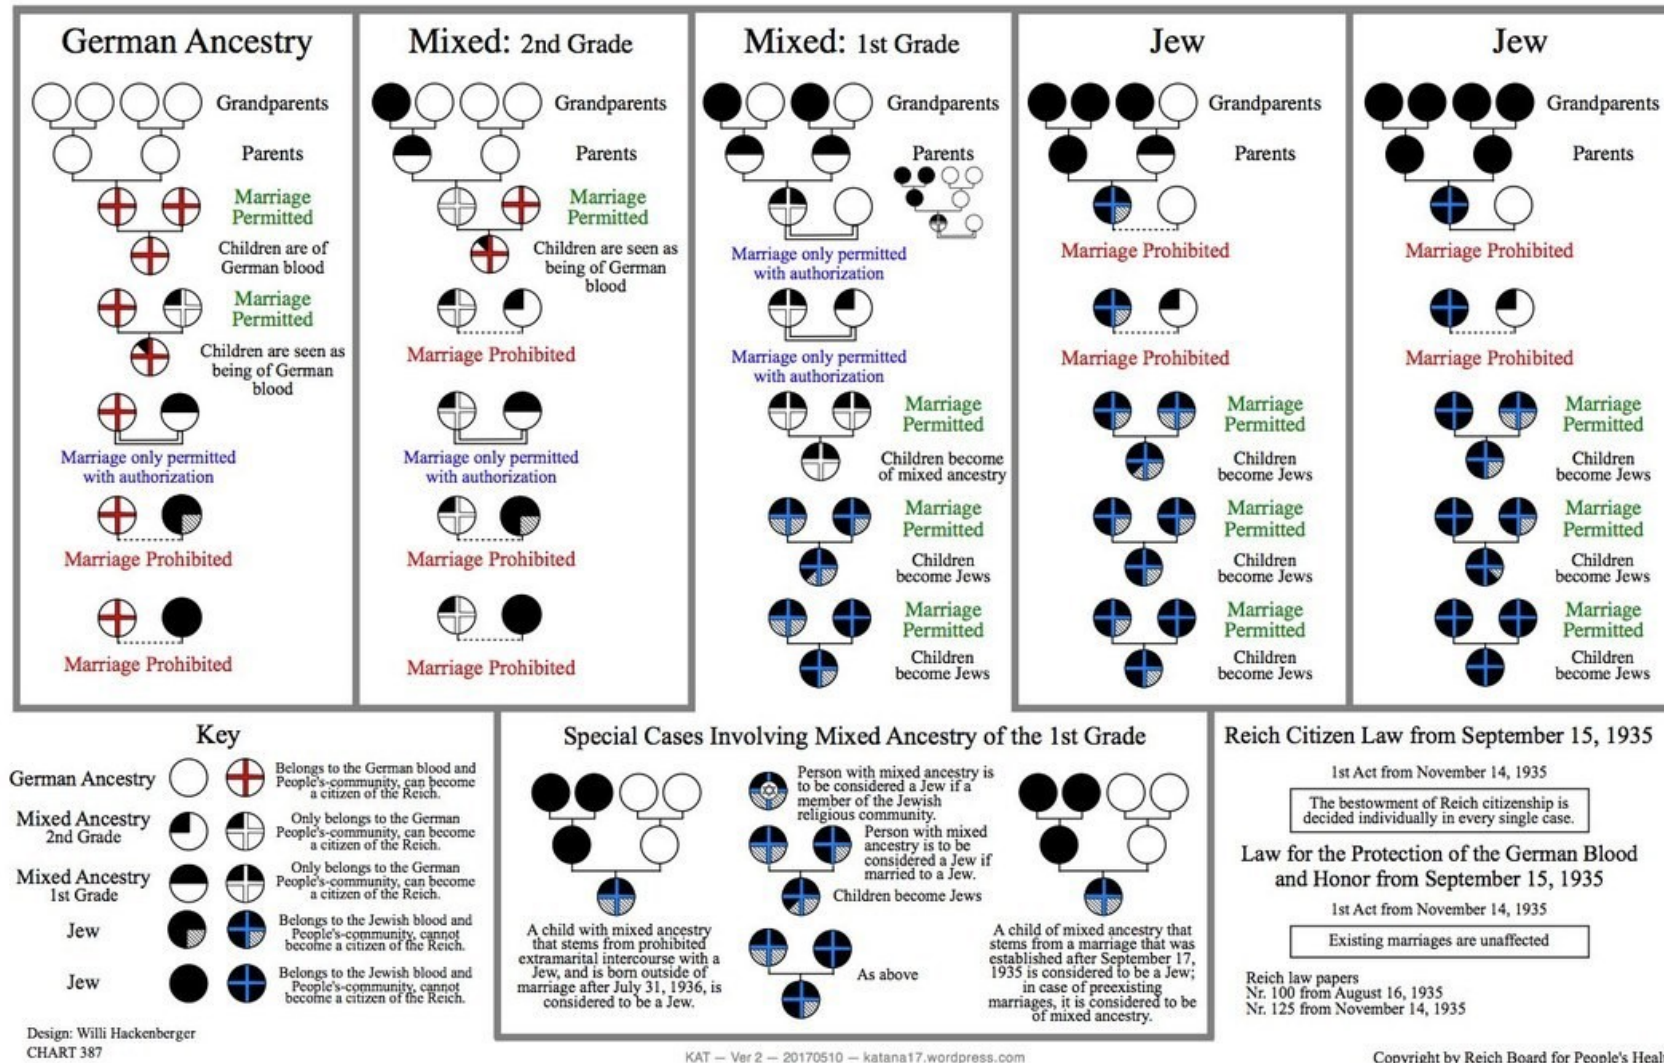 German Ancestry
Grandparents
Parents
Marriage
Permitted
Children are of
German blood
Marriage
Permitted
Children are seen as
being of German
blood
Marriage only permitted
with authorization
Marriage Prohibited
Marriage Prohibited
Mixed: 2nd Grade
Grandparents
Parents
Marriage
Permitted
Children are seen as
being of German
blood
Marriage Prohibited
Marriage only permitted
with authorization
Marriage Prohibited
Marriage Prohibited
Mixed: 1st Grade
Grandparents
Parents
Marriage only permitted
with authorization
Marriage only permitted
with authorization
Marriage
Permitted
Children become
of mixed ancestry
Marriage
Permitted
Children
become Jews
Marriage
Permitted
Children
become Jews
Jew
Grandparents
Parents
Marriage Prohibited
Marriage Prohibited
Marriage
Permitted
Children
become Jews
Marriage
Permitted
Children
become Jews
Marriage
Permitted
Children
become Jews
Jew
Grandparents
Parents
Marriage Prohibited
Marriage Prohibited
Marriage
Permitted
Children
become Jews
Marriage
Permitted
Children
become Jews
Marriage
Permitted
Children
become Jews
Key
German Ancestry
Belongs to the German blood and
People's-community, can become
a citizen of the Reich.
Mixed Ancestry
2nd Grade
Only belongs to the German
People's-community, can become
a citizen of the Reich.
Mixed Ancestry
1st Grade
Only belongs to the German
People's-community, can become
a citizen of the Reich.
Jew
Belongs to the Jewish blood and
People's-community, cannot
become a citizen of the Reich.
Jew
Belongs to the Jewish blood and
People's-community, cannot
become a citizen of the Reich.
Design: Willi Hackenberger
CHART 387
Special Cases Involving Mixed Ancestry of the 1st Grade
A child with mixed ancestry
that stems from prohibited
extramarital intercourse with a
Jew, and is born outside of
marriage after July 31, 1936, is
considered to be a Jew.
Person with mixed ancestry is
to be considered a Jew if a
member of the Jewish
religious community.
Person with mixed
ancestry is to be
considered a Jew if
married to a Jew.
Children become Jews
As above
A child of mixed ancestry that
stems from a marriage that was
established after September 17,
1935 is considered to be a Jew;
in case of preexisting
marriages, it is considered to be
of mixed ancestry.
Reich Citizen Law from September 15, 1935
1st Act from November 14, 1935
The bestowment of Reich citizenship is
decided individually in every single case.
Law for the Protection of the German Blood
and Honor from September 15, 1935
1st Act from November 14, 1935
Existing marriages are unaffected
Reich law papers
Nr. 100 from August 16, 1935
Nr. 125 from November 14, 1935
KAT — Ver 2 — 20170510 — katana17.wordpress.com
Copyright by Reich Board for People's Heal